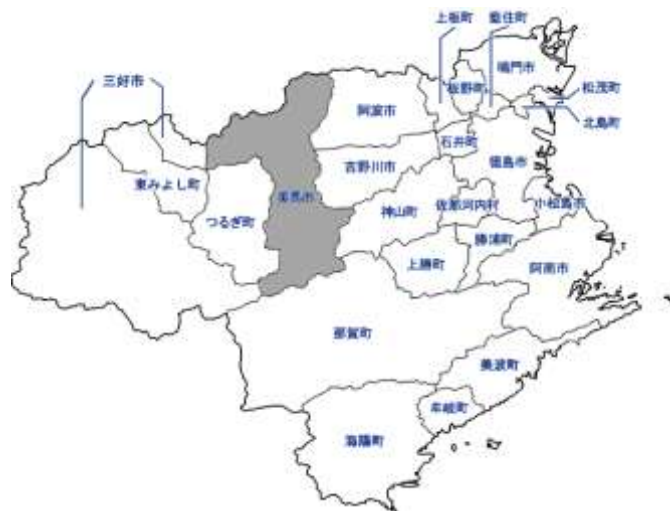 上板町
藍住町
鳴門市
三好市
板野町
松茂町
阿波市
北島町
石井町
徳島市
吉野川市
東みよし町
美馬市
佐那河内村
小松島市
つるぎ町
神山町
勝浦町
上勝町
阿南市
那賀町
美波町
牟岐町
海陽町